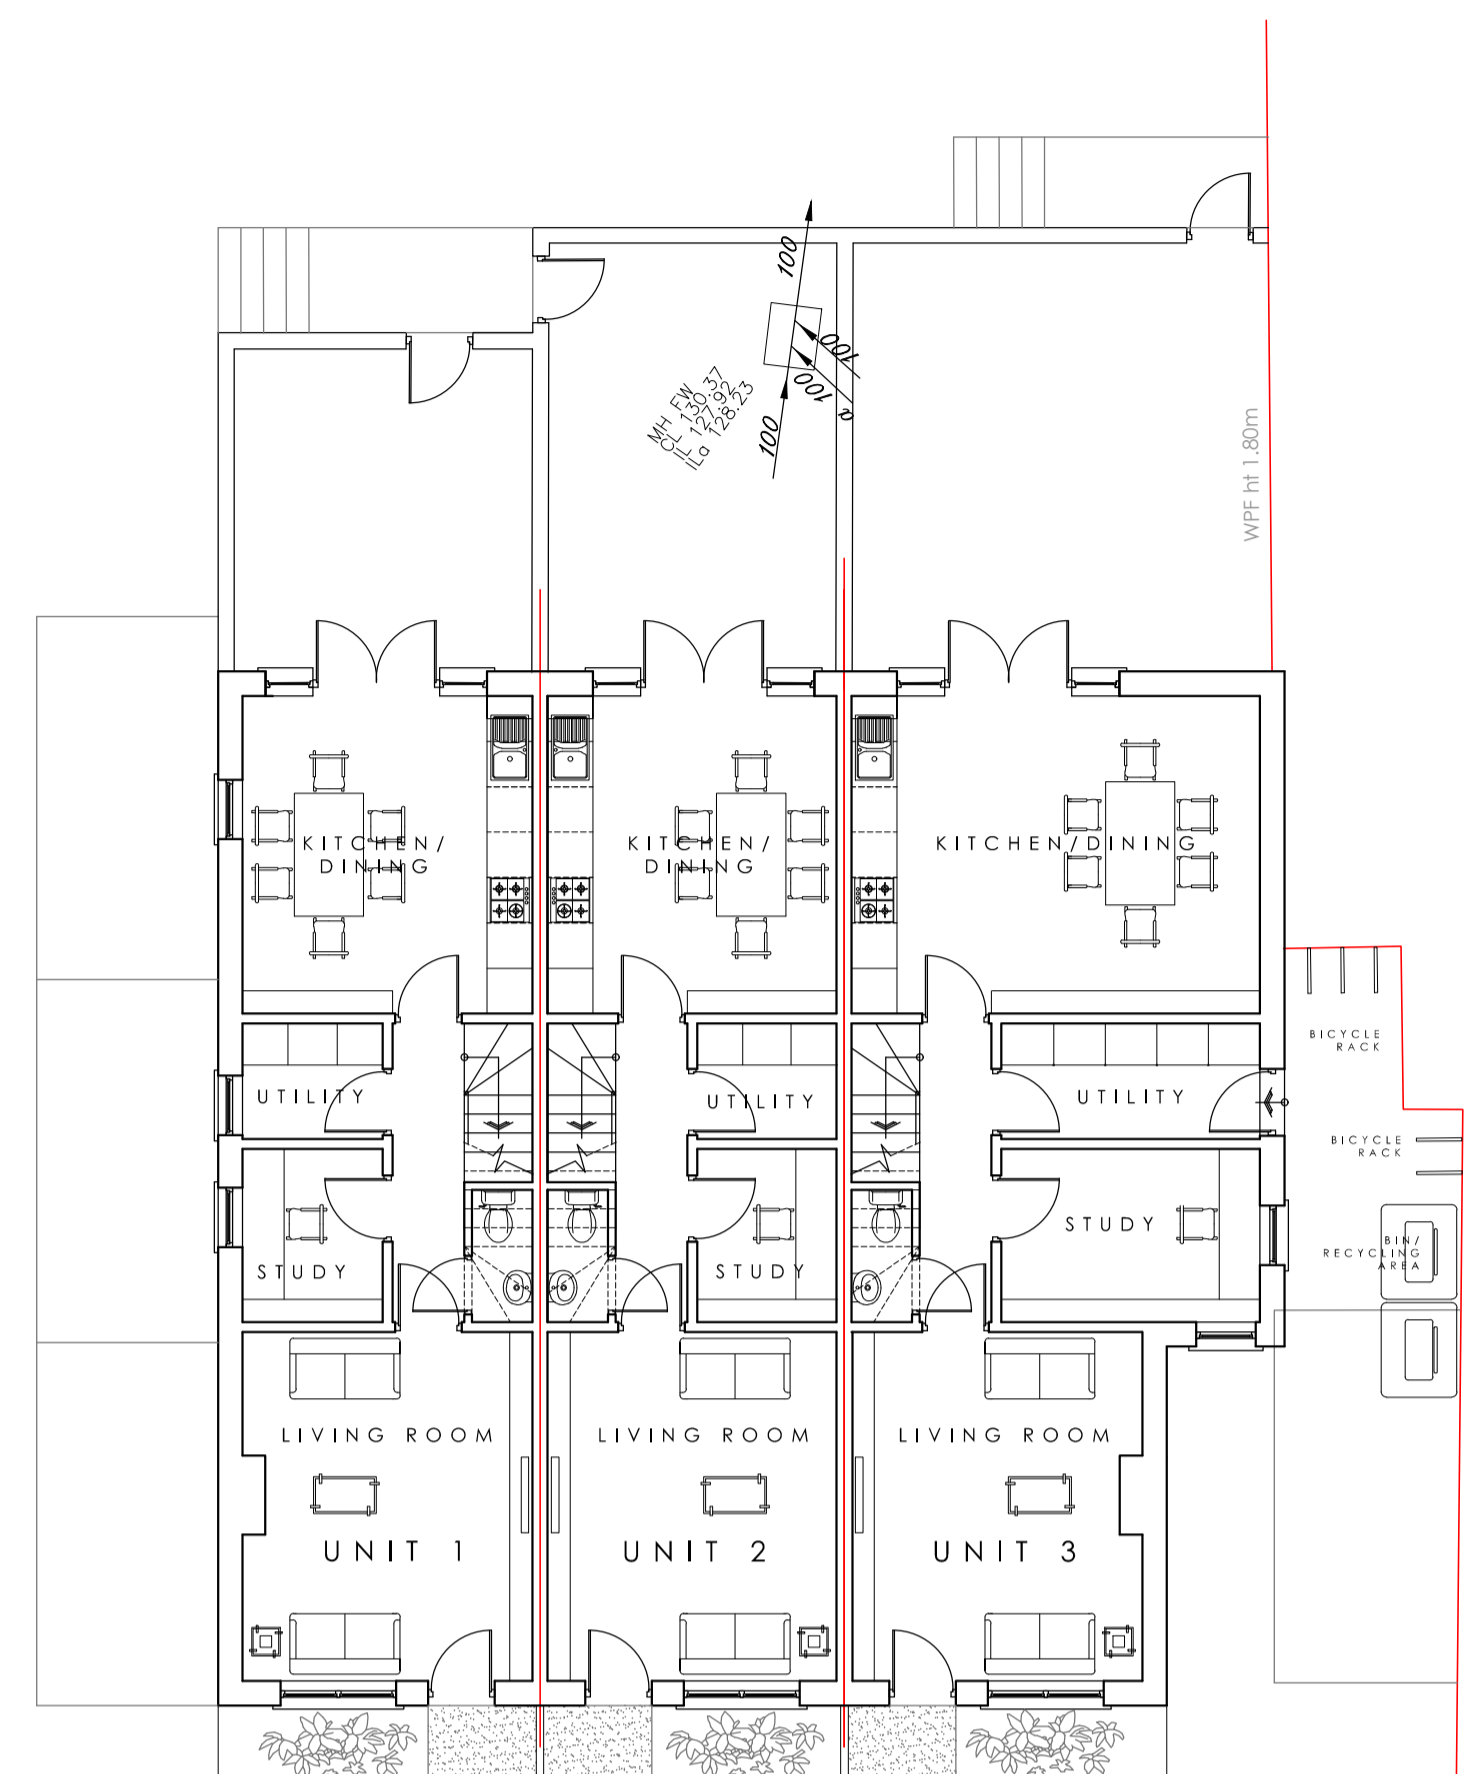 100
100
100
a
100
MH FW
CL 130.37
IL 127.92
ILa 128.23
WPF ht 1.80m
KITCHEN/
DINING
KITCHEN/
DINING
KITCHEN/DINING
BICYCLE
RACK
UTILITY
UTILITY
UTILITY
BICYCLE
RACK
STUDY
STUDY
STUDY
BIN/
RECYCLING
AREA
LIVING ROOM
LIVING ROOM
LIVING ROOM
UNIT 1
UNIT 2
UNIT 3